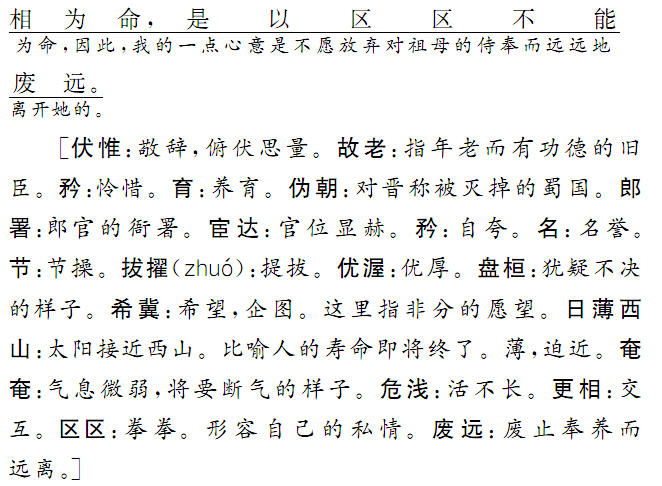 相为命，是以区区不能
为命，因此，我的一点心意是不愿放弃对祖母的侍奉而远远地
废远。
离开她的。
[伏惟：敬辞，俯伏思量。故老：指年老而有功德的旧
臣。矜：怜惜。育：养育。伪朝：对晋称被灭掉的蜀国。郎
署：郎官的衙署。宦达：官位显赫。矜：自夸。名：名誉。
节：节操。拔擢(zhuó)：提拔。优渥：优厚。盘桓：犹疑不决
的样子。希冀：希望，企图。这里指非分的愿望。日薄西
山：太阳接近西山。比喻人的寿命即将终了。薄，迫近。奄
奄：气息微弱，将要断气的样子。危浅：活不长。更相：交
互。区区：拳拳。形容自己的私情。废远：废止奉养而
远离。]